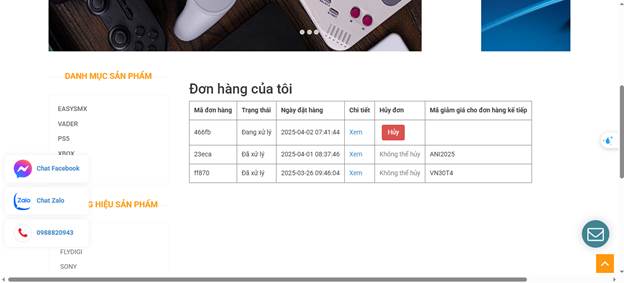 DANH MỤC SẢN PHẨM
EASYSMX
VADER
PS5
XBOX
Chat Facebook
Zalo
Chat Zalo
G HIỆU SẢN PHẨM
0988820943
FLYDIGI
SONY
Đơn hàng của tôi
Mã đơn hàng Trạng thái Ngày đặt hàng Chi tiết Hủy đơn Mã giảm giá cho đơn hàng kế tiếp
466fb Đang xử lý 2025-04-02 07:41:44 Xem Hủy
23eca Đã xử lý 2025-04-01 08:37:46 Xem Không thể hủy ANI2025
ff870 Đã xử lý 2025-03-26 09:46:04 Xem Không thể hủy VN30T4